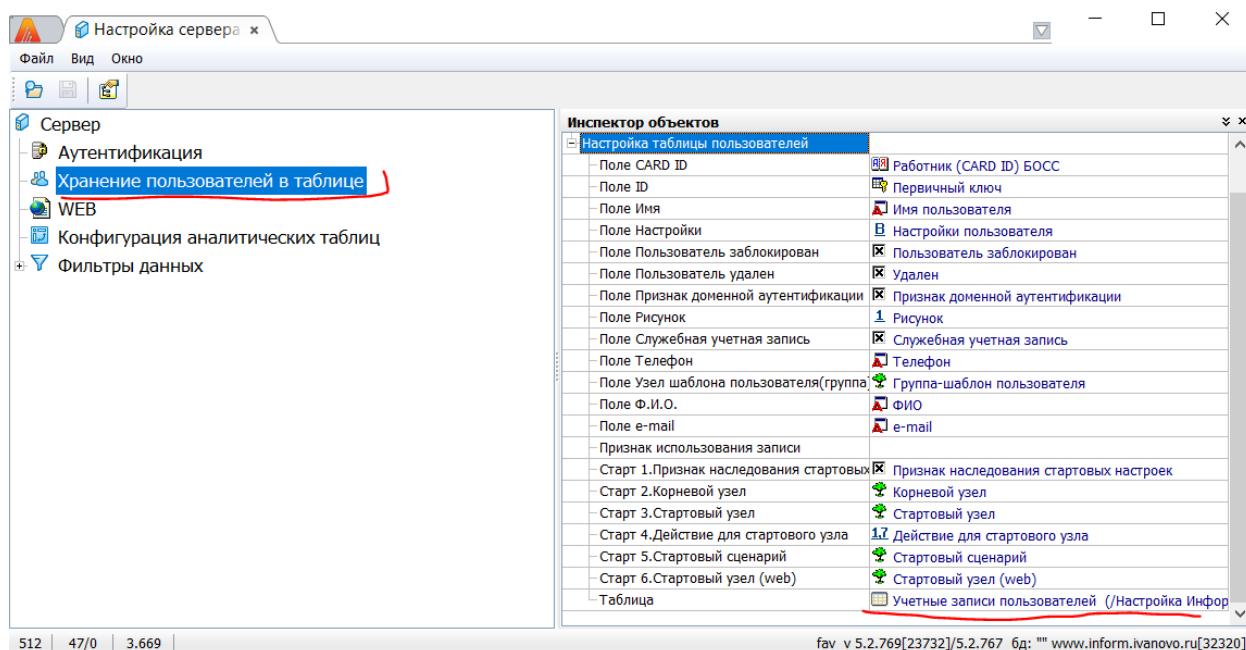 Настройка сервера
Файл Вид Окно
Сервер
Аутентификация
Хранение пользователей в таблице
WEB
Конфигурация аналитических таблиц
Фильтры данных
Инспектор объектов
Настройка таблицы пользователей
Поле CARD ID Работник (CARD ID) БОСС
Поле ID Первичный ключ
Поле Имя Имя пользователя
Поле Настройки Настройки пользователя
Поле Пользователь заблокирован Пользователь заблокирован
Поле Пользователь удален Удален
Поле Признак доменной аутентификации Признак доменной аутентификации
Поле Рисунок Рисунок
Поле Служебная учетная запись Служебная учетная запись
Поле Телефон Телефон
Поле Узел шаблона пользователя(группа) Группа-шаблон пользователя
Поле Ф.И.О. ФИО
Поле e-mail e-mail
Признак использования записи
Старт 1.Признак наследования стартовых Признак наследования стартовых настроек
Старт 2.Корневой узел Корневой узел
Старт 3.Стартовый узел Стартовый узел
Старт 4.Действие для стартового узла 1.7 Действие для стартового узла
Старт 5.Стартовый сценарий Стартовый сценарий
Старт 6.Стартовый узел (web) Стартовый узел (web)
Таблица Учетные записи пользователей (/Настройка Инфор
512 47/0 3.669 fav v 5.2.769[23732]/5.2.767 бд: "" www.inform.ivanovo.ru[32320]